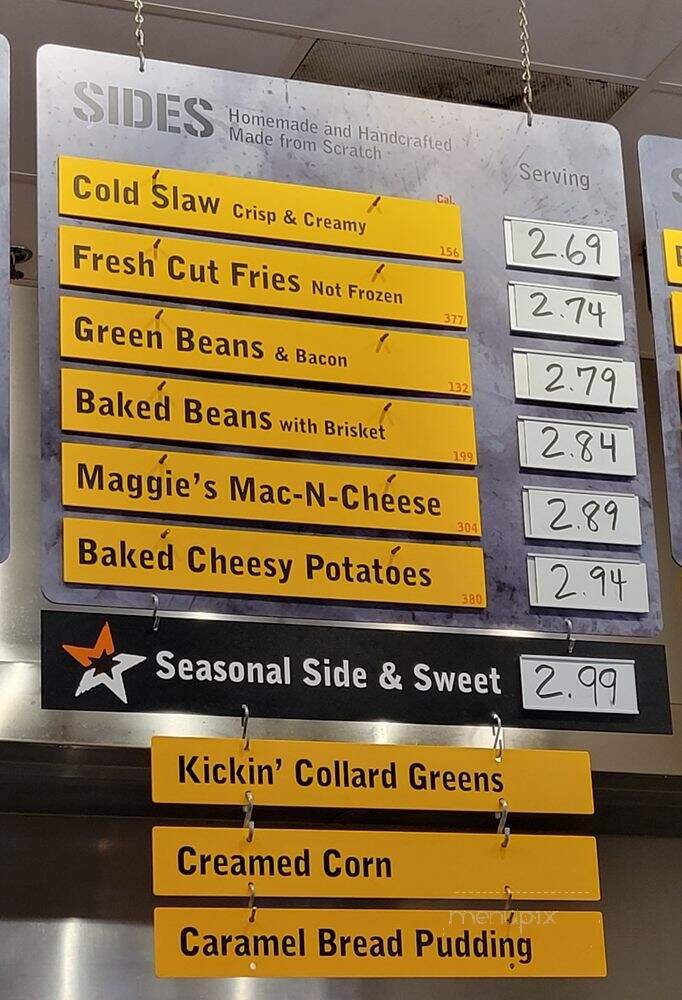 SIDES Homemade and Handcrafted
Made from Scratch
Serving
Cal.
Cold Slaw Crisp & Creamy 156 2.69
Fresh Cut Fries Not Frozen 377 2.74
Green Beans & Bacon 132 2.79
Baked Beans with Brisket 199 2.84
Maggie's Mac-N-Cheese 304 2.89
Baked Cheesy Potatoes 380 2.94
Seasonal Side & Sweet 2.99
Kickin' Collard Greens
Creamed Corn
menupix
Caramel Bread Pudding